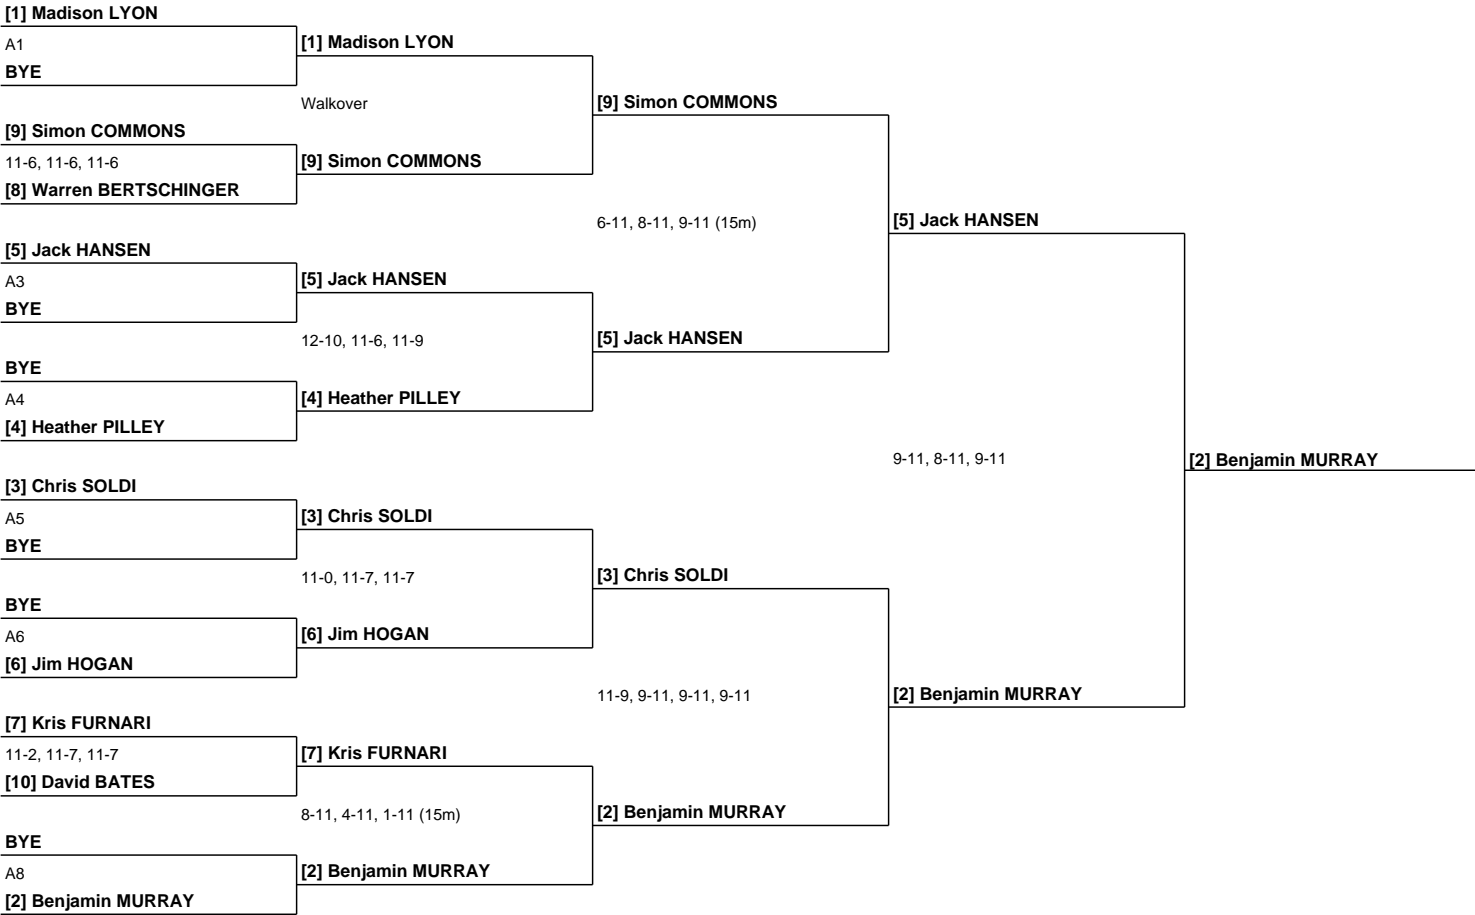 [1] Madison LYON
A1
BYE
[9] Simon COMMONS
11-6, 11-6, 11-6
[8] Warren BERTSCHINGER
[5] Jack HANSEN
A3
BYE
BYE
A4
[4] Heather PILLEY
[3] Chris SOLDI
A5
BYE
BYE
A6
[6] Jim HOGAN
[7] Kris FURNARI
11-2, 11-7, 11-7
[10] David BATES
BYE
A8
[2] Benjamin MURRAY
[1] Madison LYON
Walkover
[9] Simon COMMONS
[5] Jack HANSEN
12-10, 11-6, 11-9
[4] Heather PILLEY
[3] Chris SOLDI
11-0, 11-7, 11-7
[6] Jim HOGAN
[7] Kris FURNARI
8-11, 4-11, 1-11 (15m)
[2] Benjamin MURRAY
[9] Simon COMMONS
6-11, 8-11, 9-11 (15m)
[5] Jack HANSEN
[3] Chris SOLDI
11-9, 9-11, 9-11, 9-11
[2] Benjamin MURRAY
[5] Jack HANSEN
9-11, 8-11, 9-11
[2] Benjamin MURRAY
[2] Benjamin MURRAY